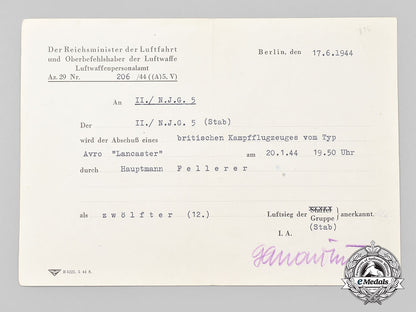 Der Reichsminister der Luftfahrt
und Oberbefehlshaber der Luftwaffe
Luftwaffenpersonalamt
Az. 29 Nr. 206 /44 ((A)5, V)
Berlin, den 17.6.1944
An II./ N.J.G. 5
Der II./ N.J.G. 5 (Stab)
wird der Abschuß eines britischen Kampfflugzeuges vom Typ
Avro "Lancaster" am 20.1.44 19.50 Uhr
durch Hauptmann Fellerer
als zwölfter (12.) Luftsieg der Gruppe anerkannt.
(Stab)
I. A.
eMedals